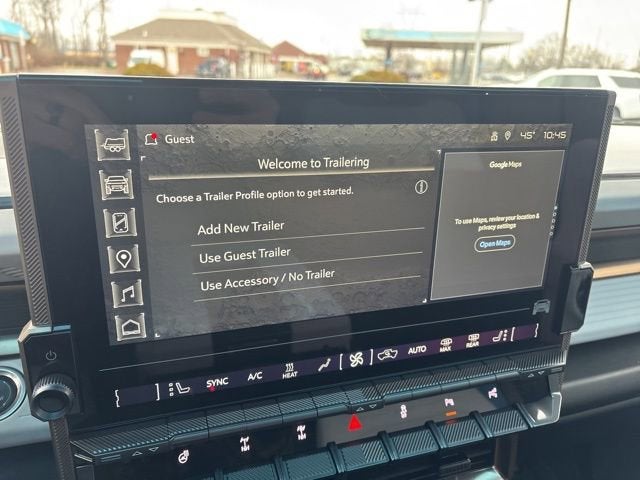 Guest
45° 10:45
Welcome to Trailering
Choose a Trailer Profile option to get started.
Add New Trailer
Use Guest Trailer
Use Accessory / No Trailer
Google Maps
To use Maps, review your location &
privacy settings
Open Maps
SYNC A/C HEAT AUTO MAX REAR